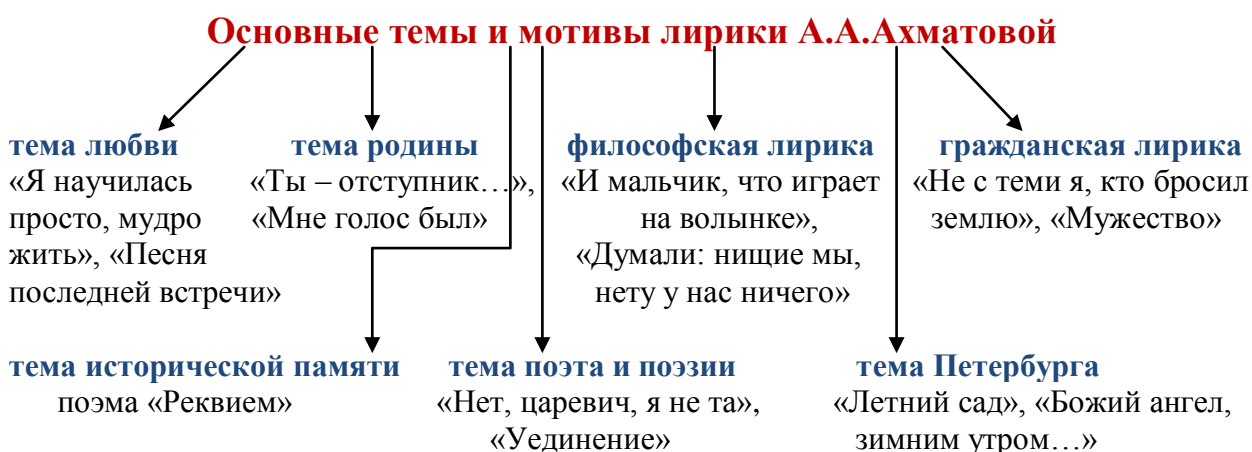 Основные темы и мотивы лирики А.А.Ахматовой
тема любви
«Я научилась
просто, мудро
жить», «Песня
последней встречи»
тема родины
«Ты – отступник…»,
«Мне голос был»
философская лирика
«И мальчик, что играет
на волынке»,
«Думали: нищие мы,
нету у нас ничего»
гражданская лирика
«Не с теми я, кто бросил
землю», «Мужество»
тема исторической памяти
поэма «Реквием»
тема поэта и поэзии
«Нет, царевич, я не та»,
«Уединение»
тема Петербурга
«Летний сад», «Божий ангел,
зимним утром…»